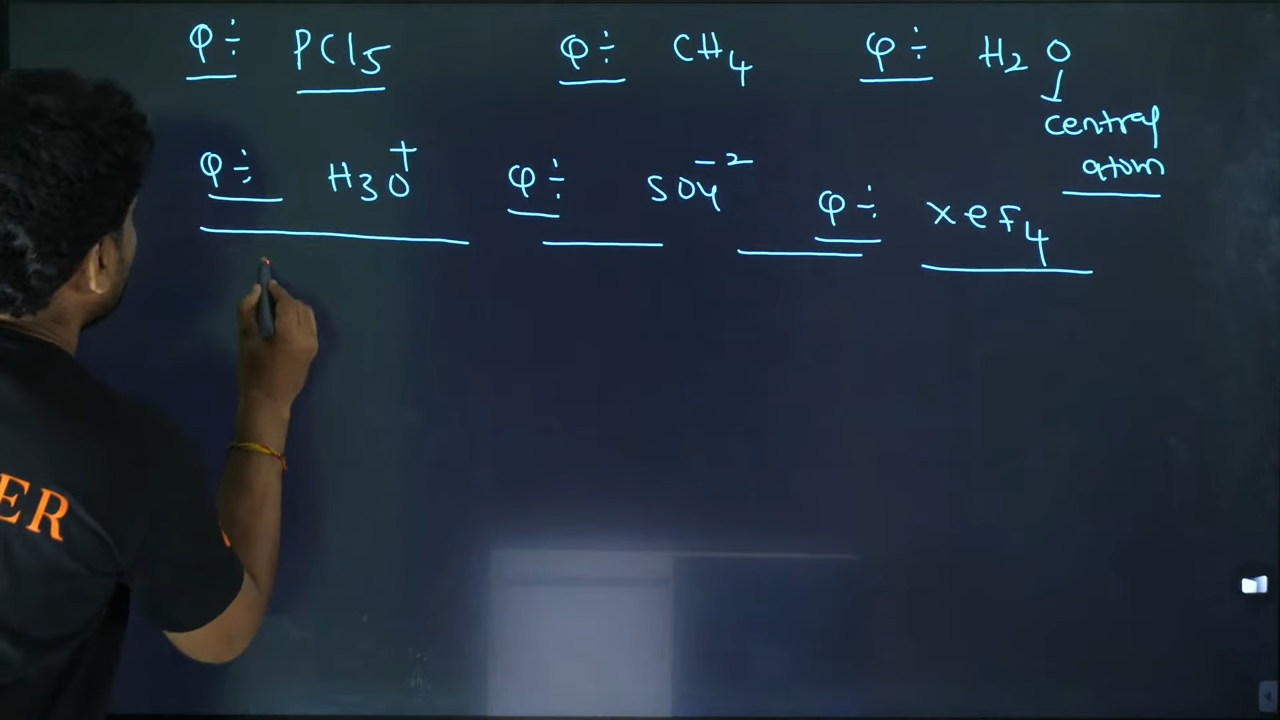 Q ÷ PCl5 Q ÷ CH4 Q ÷ H2O
↓
central
atom
Q ÷ H3O+ Q ÷ SO4-2 Q ÷ xef4
ER